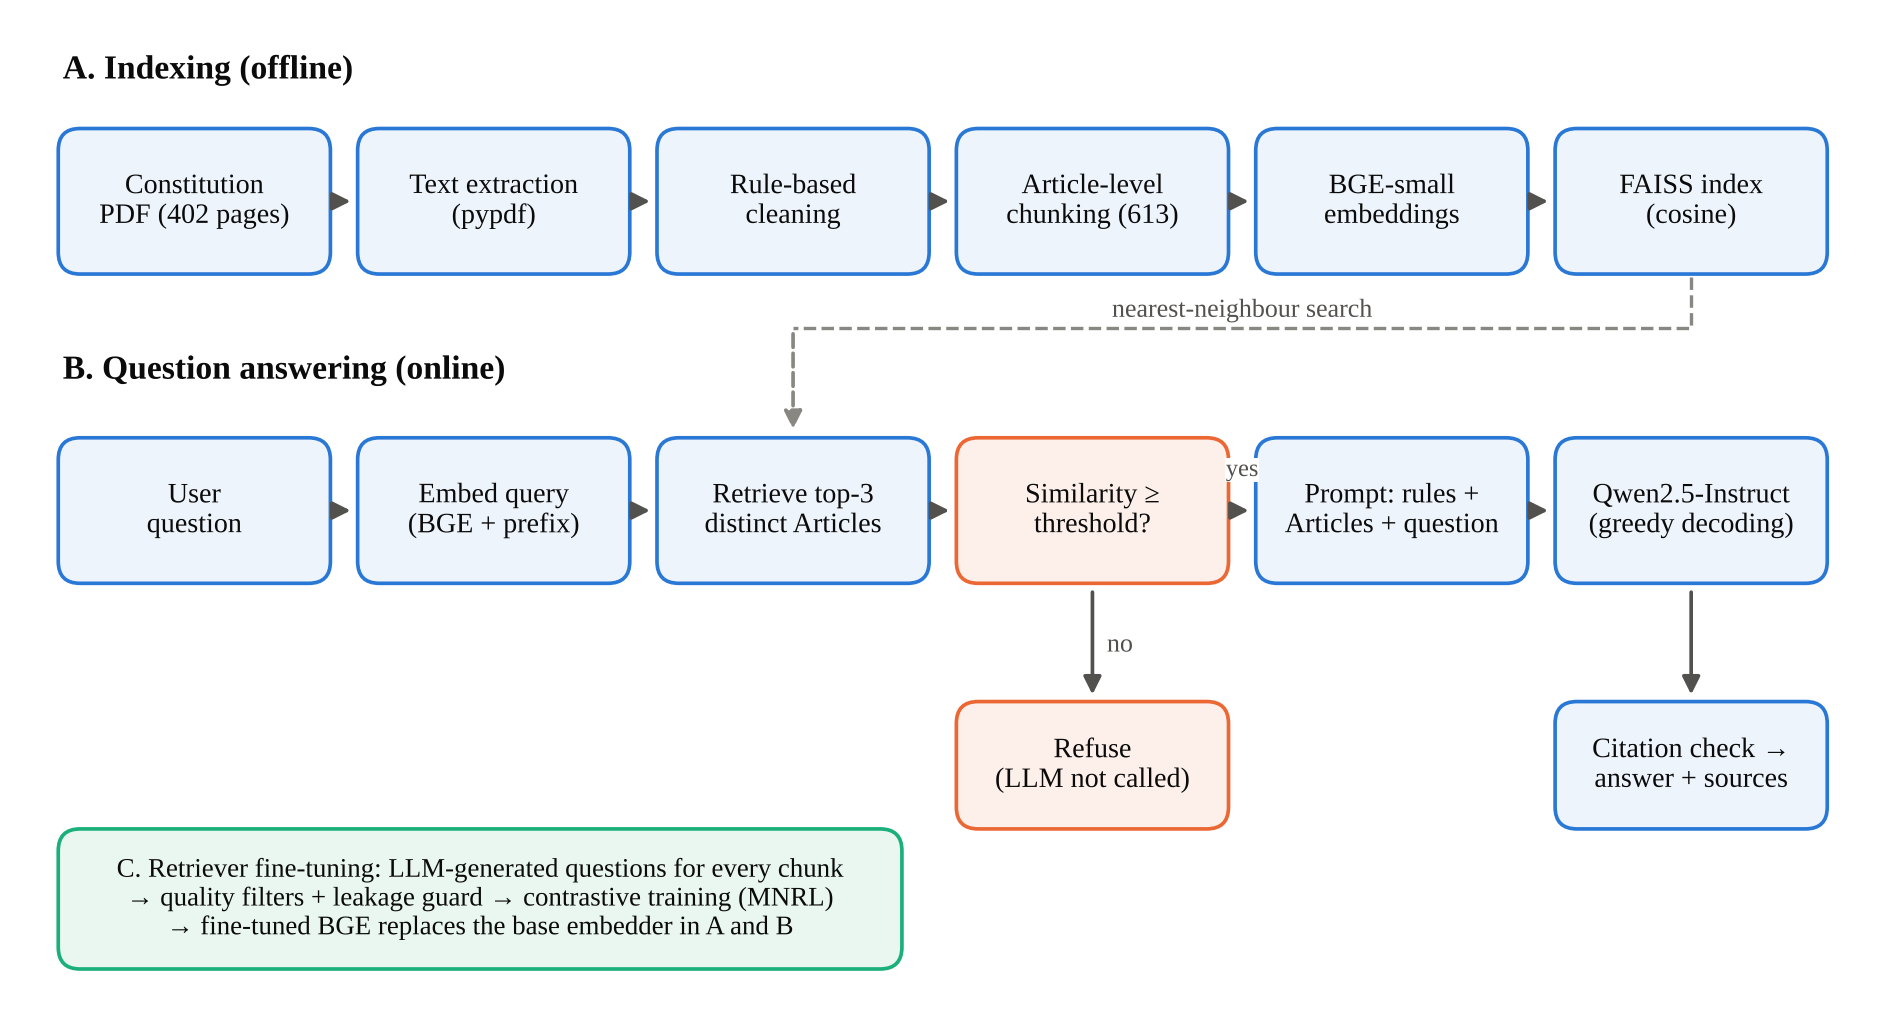 A. Indexing (offline)
Constitution
PDF (402 pages)
Text extraction
(pypdf)
Rule-based
cleaning
Article-level
chunking (613)
BGE-small
embeddings
FAISS index
(cosine)
nearest-neighbour search
B. Question answering (online)
User
question
Embed query
(BGE + prefix)
Retrieve top-3
distinct Articles
Similarity ≥
threshold?
yes
Prompt: rules +
Articles + question
Qwen2.5-Instruct
(greedy decoding)
no
Refuse
(LLM not called)
Citation check →
answer + sources
C. Retriever fine-tuning: LLM-generated questions for every chunk
→ quality filters + leakage guard → contrastive training (MNRL)
→ fine-tuned BGE replaces the base embedder in A and B